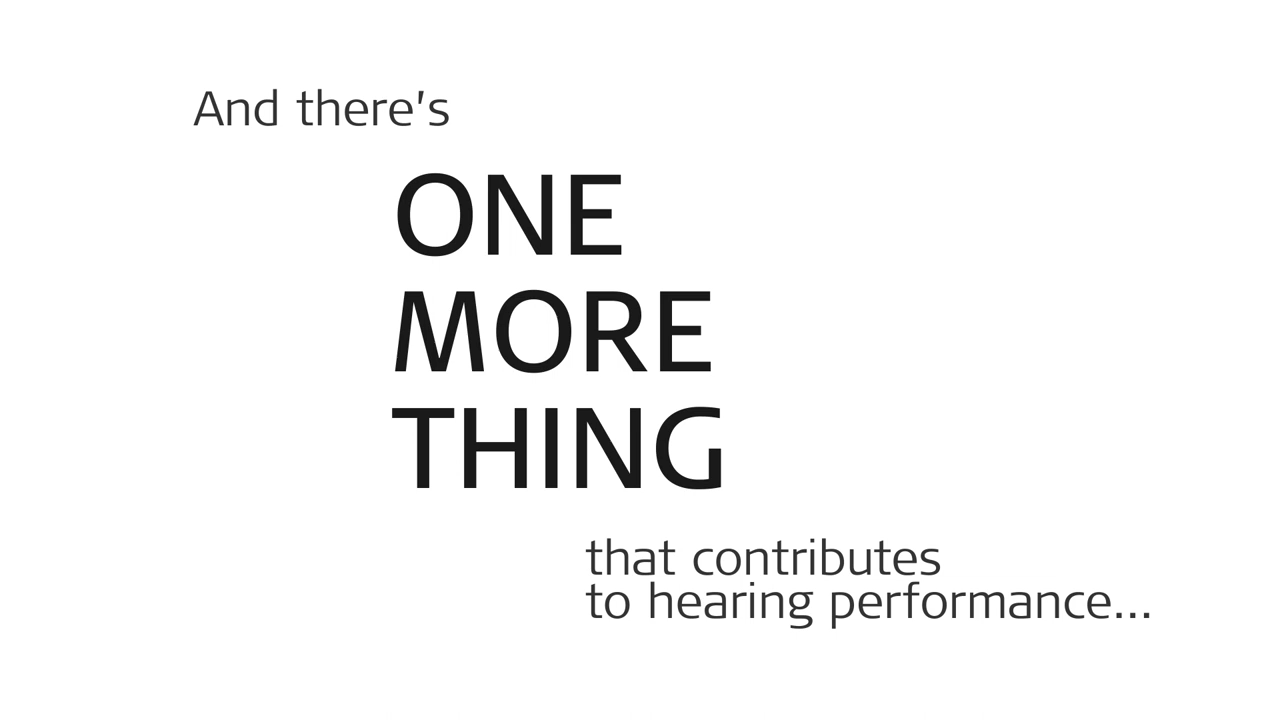 And there's
ONE
MORE
THING
that contributes
to hearing performance...